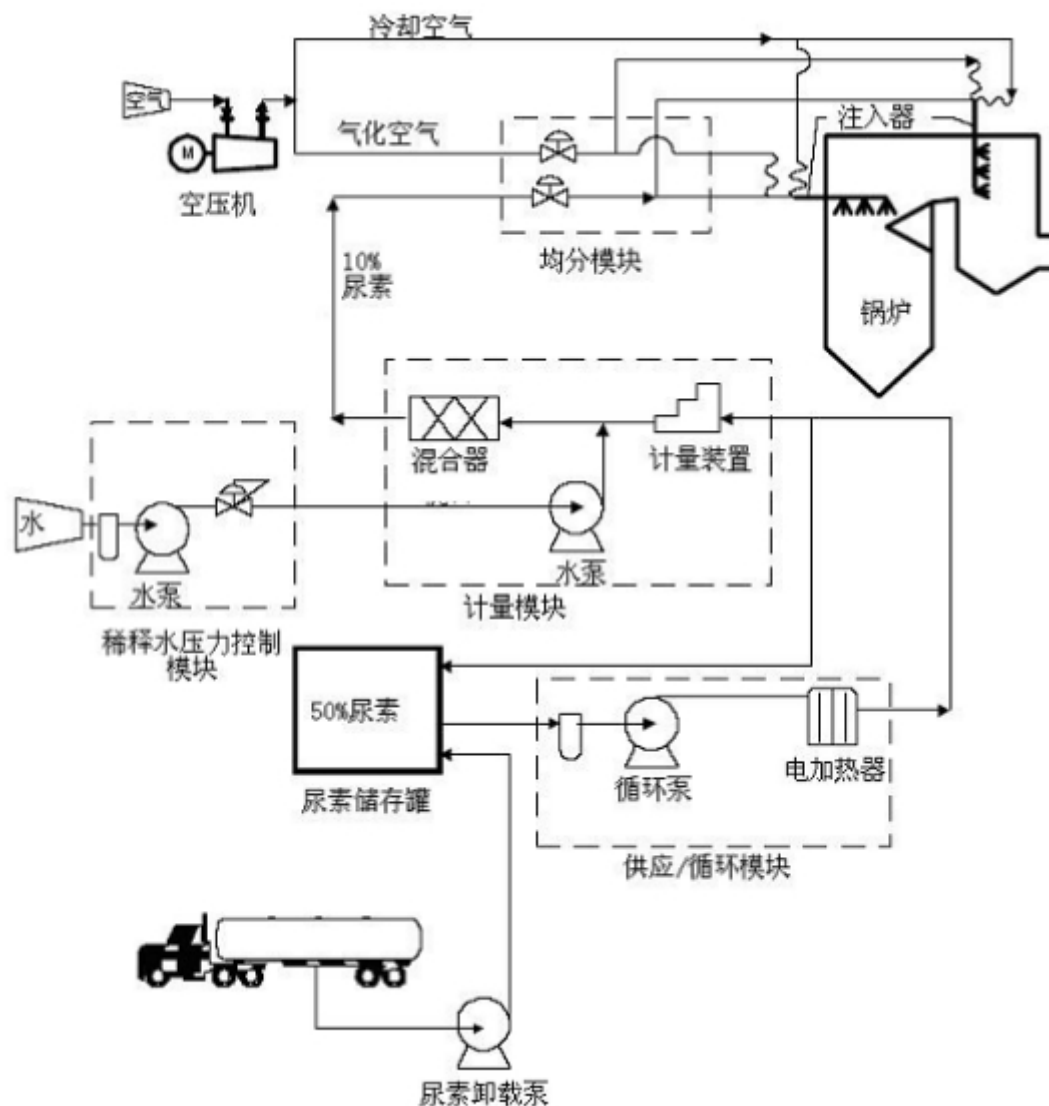 冷却空气
空气
注入器
M
气化空气
空压机
均分模块
10%
尿素
锅炉
混合器
计量装置
水
水泵
水泵
计量模块
稀释水压力控制
模块
50%尿素
电加热器
循环泵
尿素储存罐
供应/循环模块
尿素卸载泵